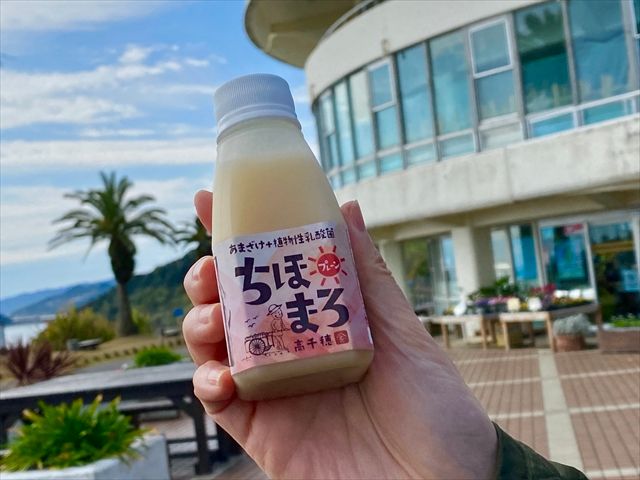 あまざけ+植物性乳酸菌
ちほ
プレーン
まろ
高千穂